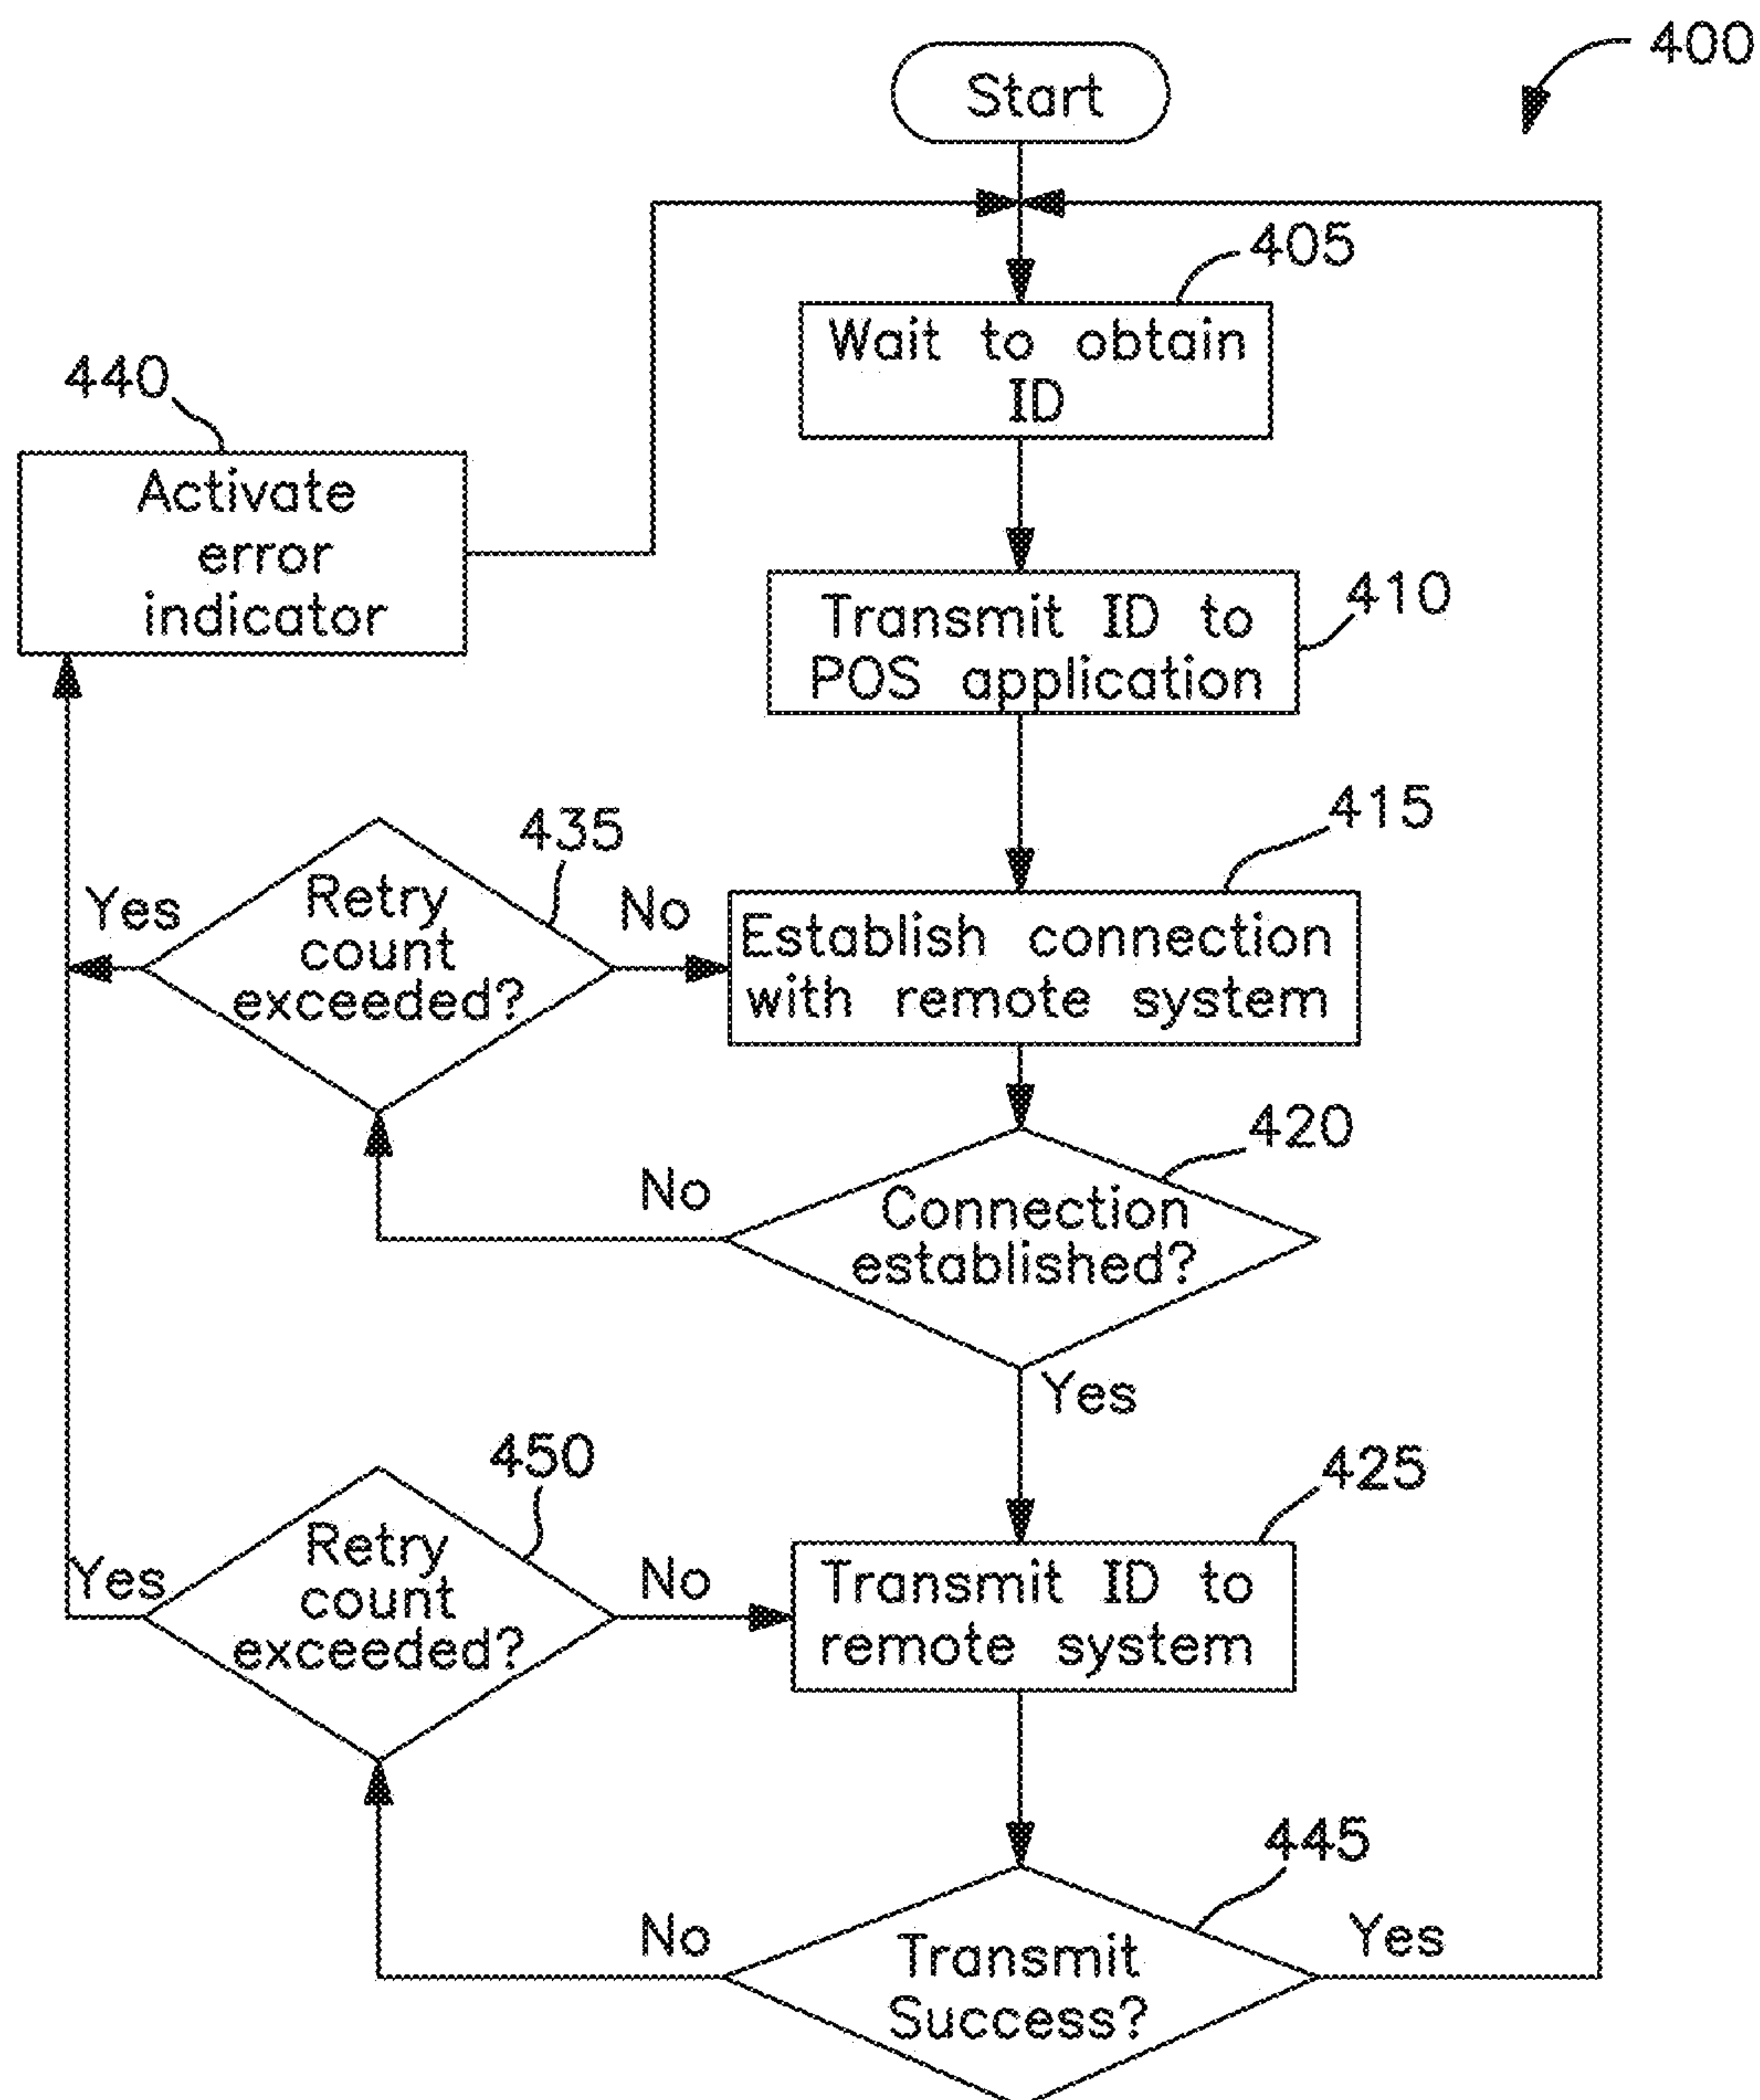 400
Start
405
Wait to obtain
ID
440
Activate
error
indicator
410
Transmit ID to
POS application
415
435
Yes
Retry
count
exceeded?
No
Establish connection
with remote system
420
No
Connection
established?
Yes
450
425
Yes
Retry
count
exceeded?
No
Transmit ID to
remote system
445
No
Transmit
Success?
Yes